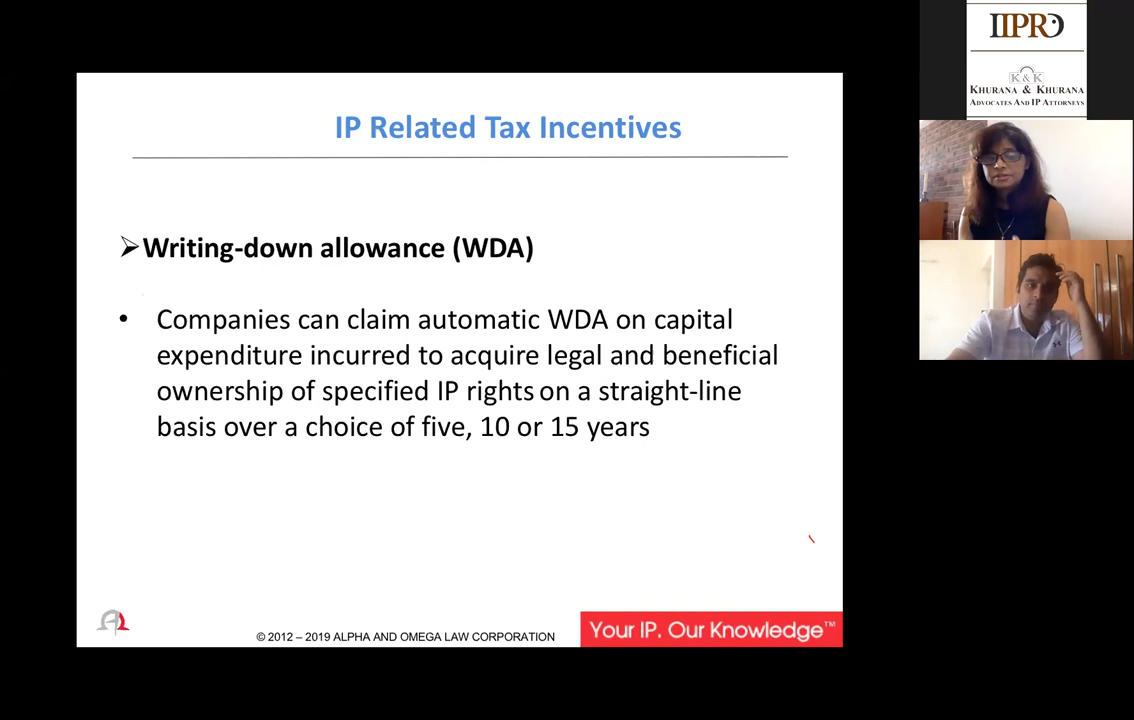 IP Related Tax Incentives
➢Writing-down allowance (WDA)
• Companies can claim automatic WDA on capital
expenditure incurred to acquire legal and beneficial
ownership of specified IP rights on a straight-line
basis over a choice of five, 10 or 15 years
© 2012 – 2019 ALPHA AND OMEGA LAW CORPORATION
Your IP. Our Knowledge™
IIPRD
K & K
KHURANA & KHURANA
ADVOCATES AND IP ATTORNEYS